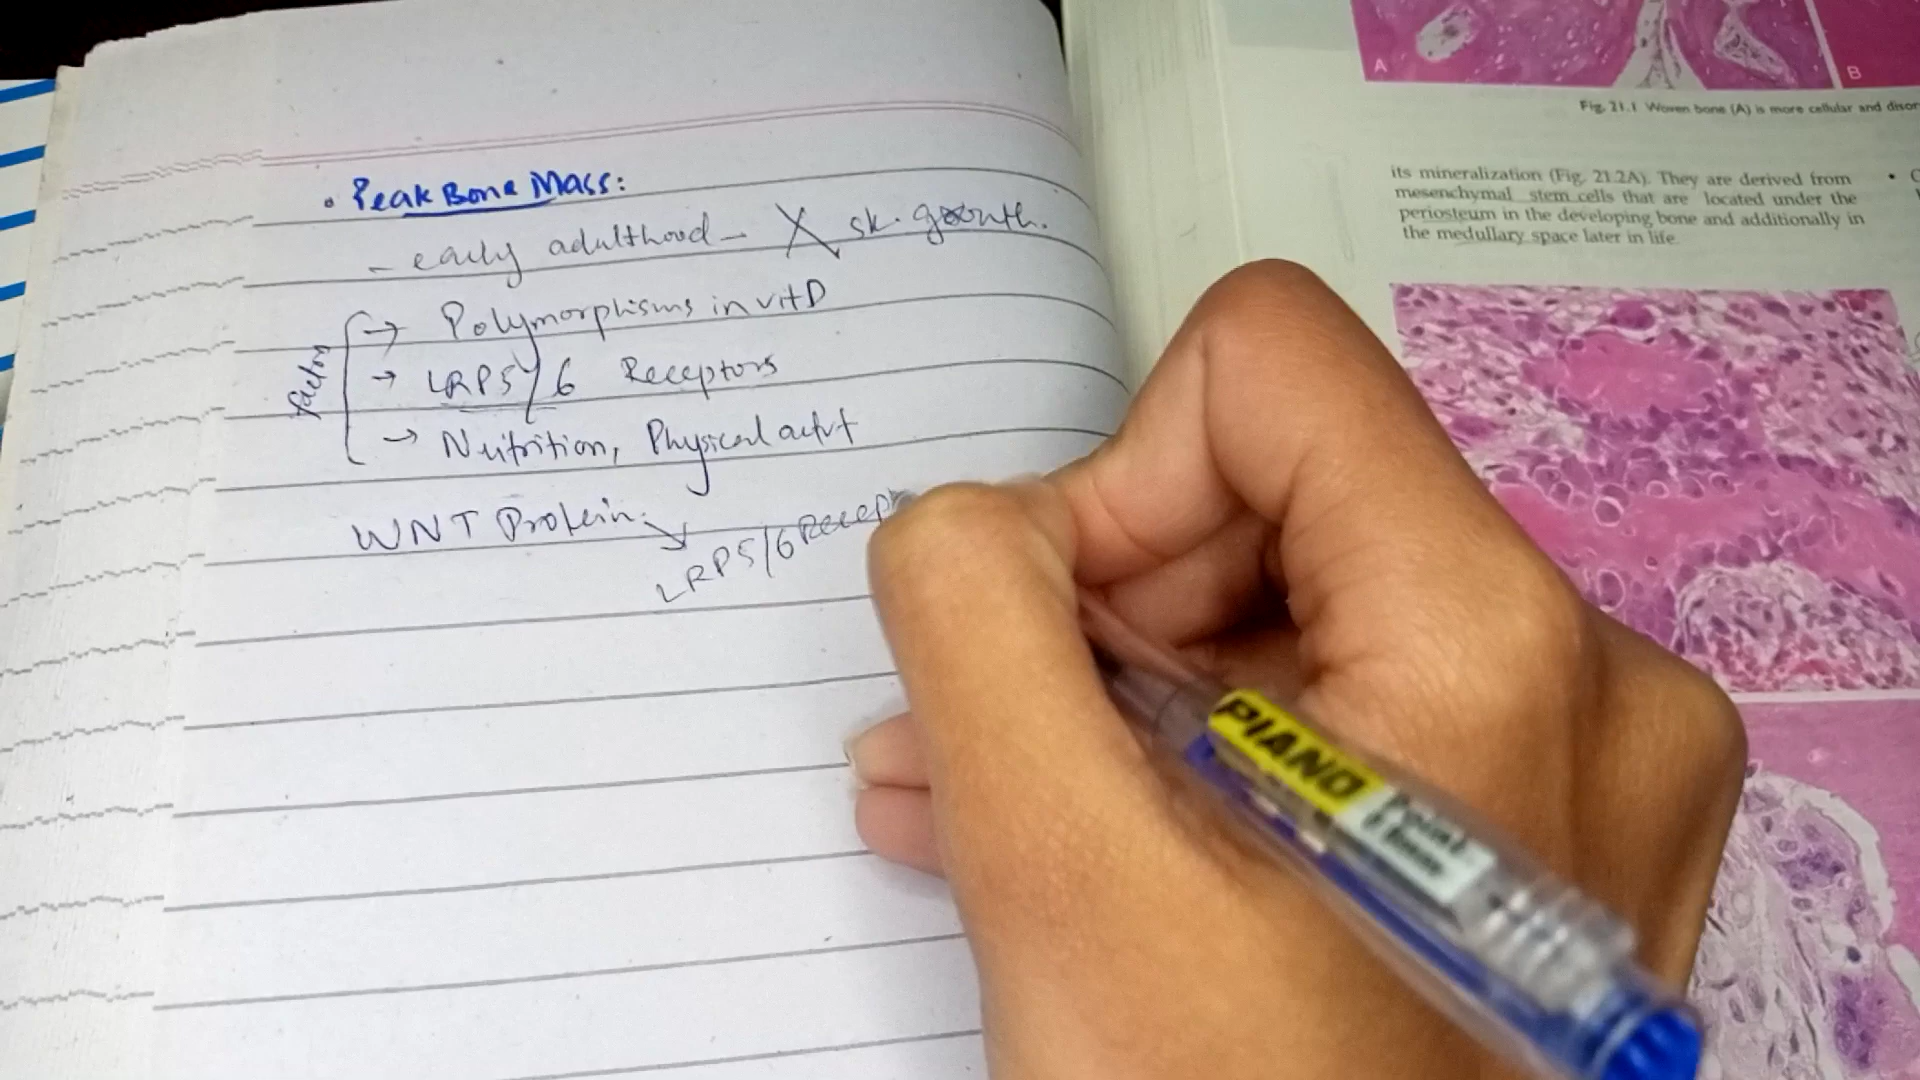 • Peak Bone Mass:
- early adulthood - X sk. growth.
factors
→ Polymorphisms in vit D
→ LRP5/6 Receptors
→ Nutrition, Physical actvt
WNT Protein.
LRP5/6 Recept
A
B
Fig. 21.1 Woven bone (A) is more cellular and disor
its mineralization (Fig. 21.2A). They are derived from
mesenchymal stem cells that are located under the
periosteum in the developing bone and additionally in
the medullary space later in life.
PIANO
Point